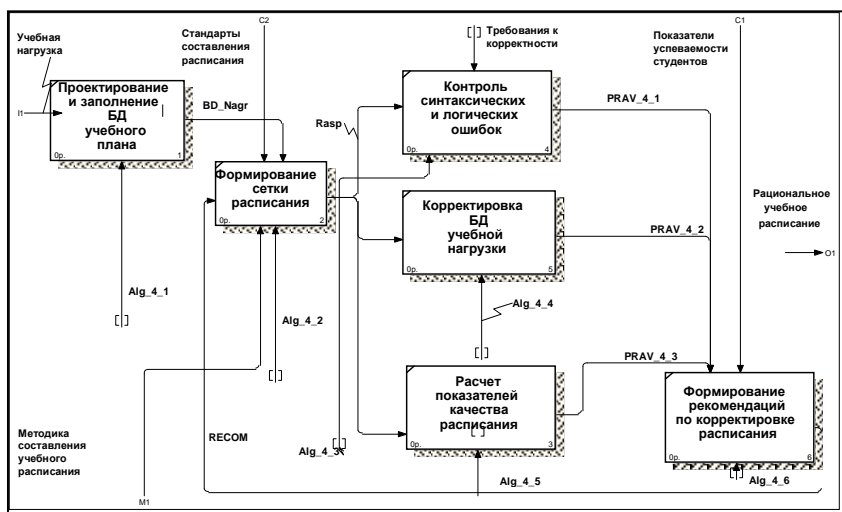 C2
C1
Учебная
нагрузка
Стандарты
составления
расписания
Требования к
корректности
Показатели
успеваемости
студентов
I1
Проектирование
и заполнение
БД
учебного
плана
0р.
1
BD_Nagr
Rasp
Контроль
синтаксических
и логических
ошибок
0р.
4
PRAV_4_1
Формирование
сетки
расписания
0р.
2
Корректировка
БД
учебной
нагрузки
0р.
5
PRAV_4_2
Рациональное
учебное
расписание
O1
Alg_4_1
Alg_4_2
Alg_4_4
PRAV_4_3
Расчет
показателей
качества
расписания
0р.
3
Формирование
рекомендаций
по корректировке
расписания
0р.
6
Методика
составления
учебного
расписания
RECOM
Alg_4_3
Alg_4_5
Alg_4_6
M1